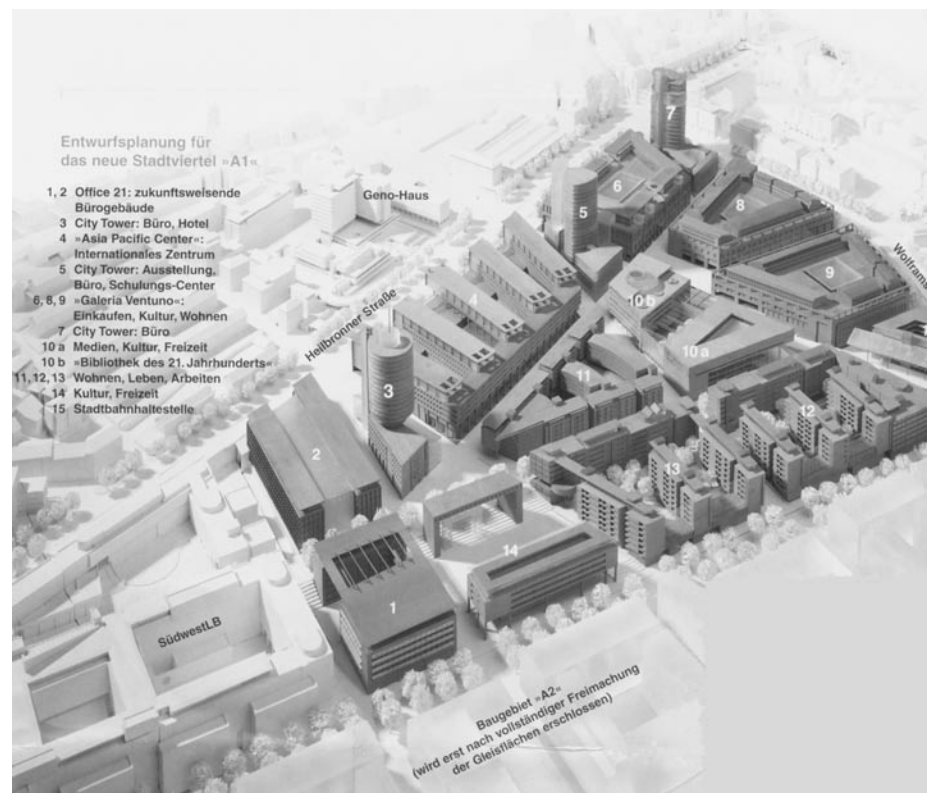 Entwurfsplanung für
das neue Stadtviertel »A1«
1, 2 Office 21: zukunftsweisende
Bürogebäude
3 City Tower: Büro, Hotel
4 »Asia Pacific Center«:
Internationales Zentrum
5 City Tower: Ausstellung,
Büro, Schulungs-Center
6, 8, 9 »Galeria Ventuno«:
Einkaufen, Kultur, Wohnen
7 City Tower: Büro
10 a Medien, Kultur, Freizeit
10 b »Bibliothek des 21. Jahrhunderts«
11, 12, 13 Wohnen, Leben, Arbeiten
14 Kultur, Freizeit
15 Stadtbahnhaltestelle
7
6
Geno-Haus
5
8
Wolframs
9
10 b
4
Heilbronner Straße
10 a
11
3
12
2
13
14
1
SüdwestLB
Baugebiet »A2«
(wird erst nach vollständiger Freimachung
der Gleisflächen erschlossen)